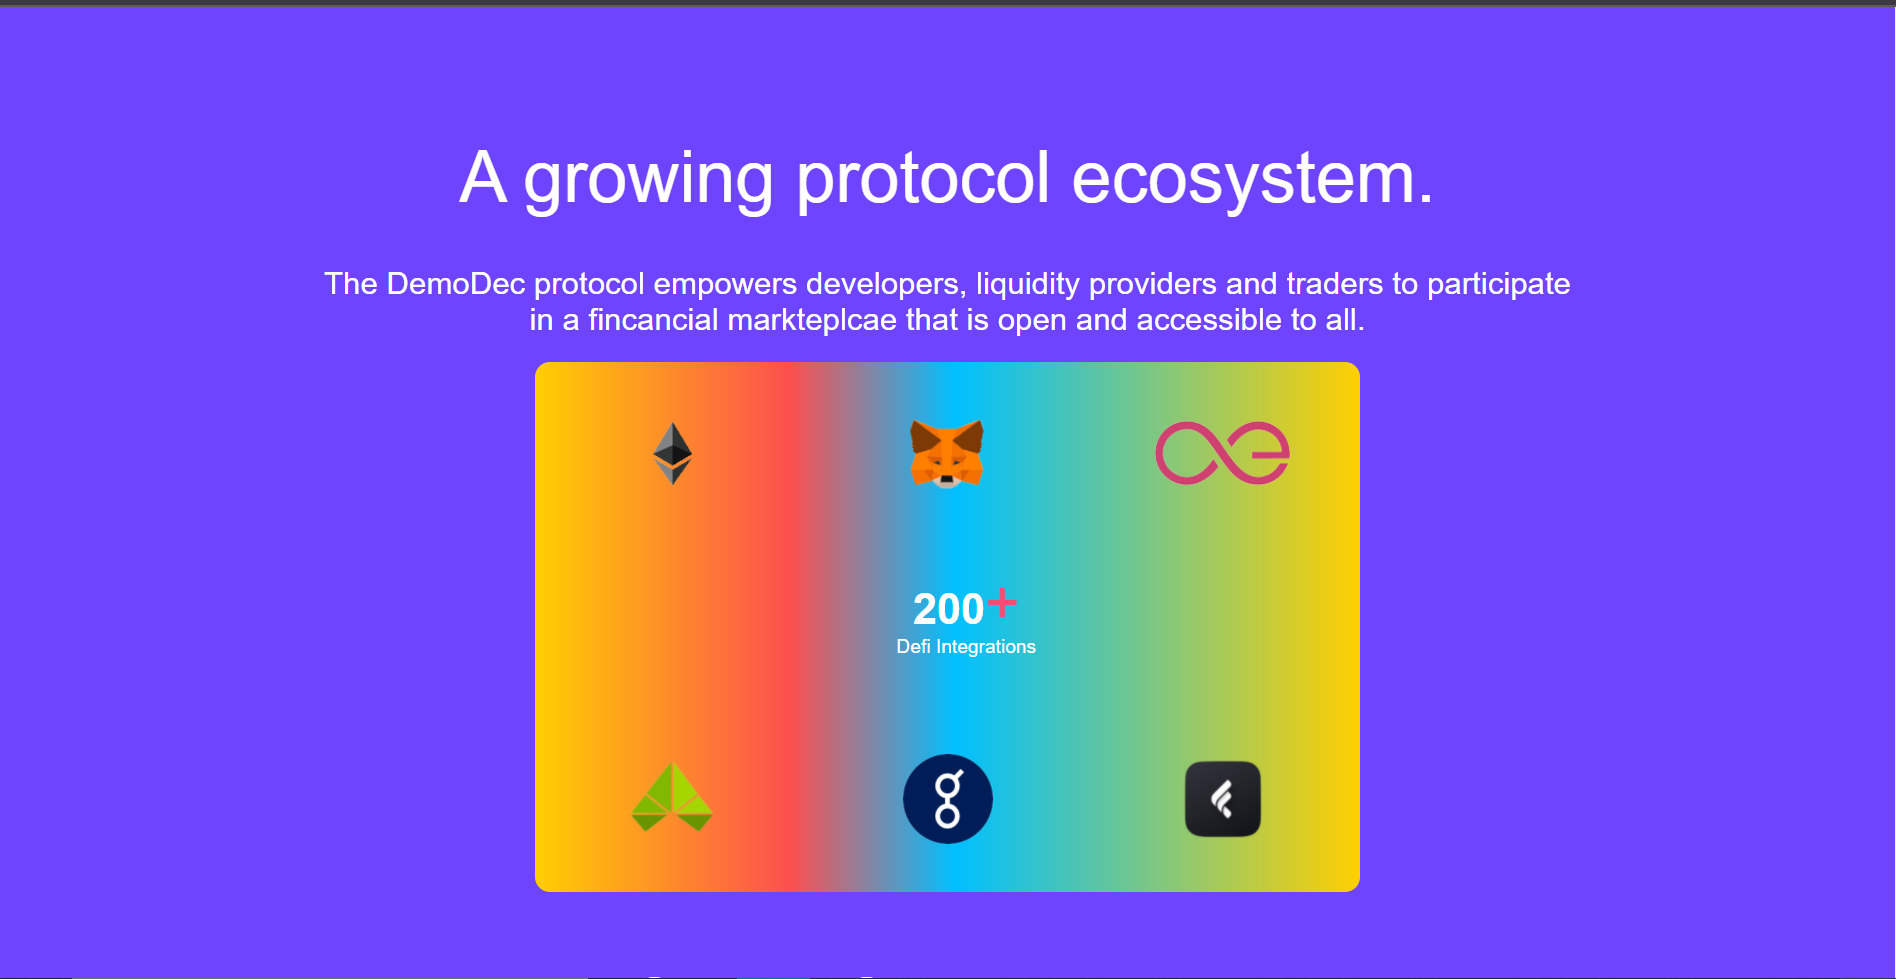 A growing protocol ecosystem.
The DemoDec protocol empowers developers, liquidity providers and traders to participate
in a fincancial markteplcae that is open and accessible to all.
200+
Defi Integrations